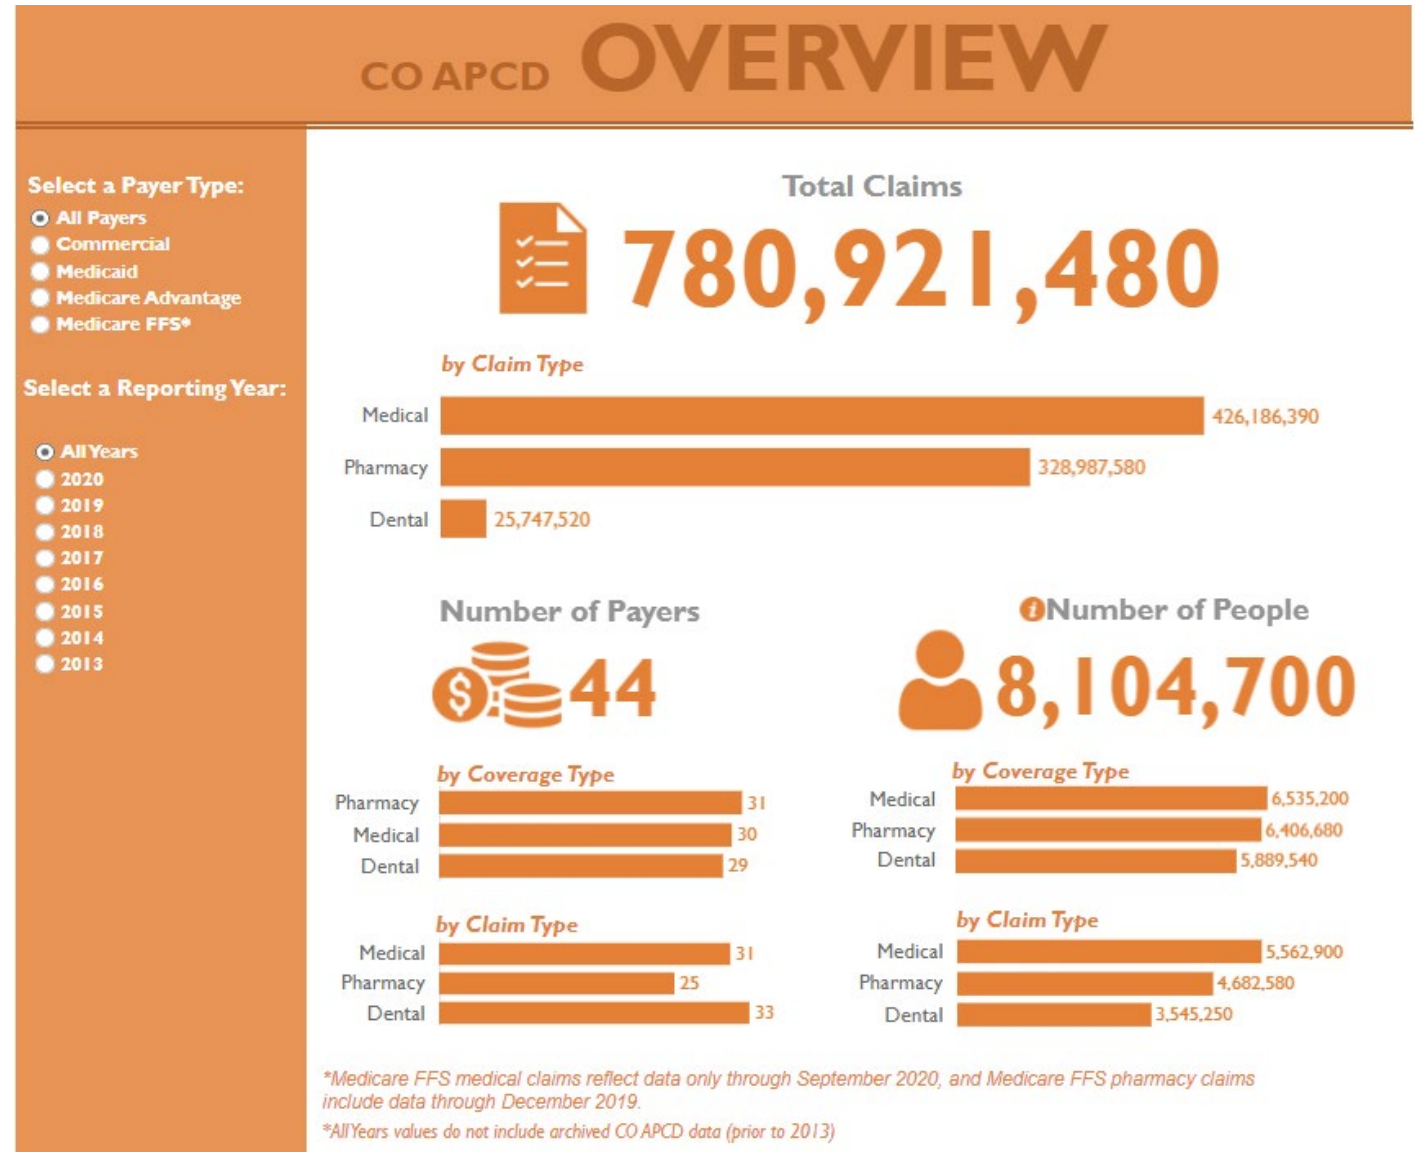 CO APCD OVERVIEW
Select a Payer Type:
All Payers
Commercial
Medicaid
Medicare Advantage
Medicare FFS*
Select a Reporting Year:
All Years
2020
2019
2018
2017
2016
2015
2014
2013
Total Claims
780,921,480
by Claim Type
Medical 426,186,390
Pharmacy 328,987,580
Dental 25,747,520
Number of Payers
$ 44
by Coverage Type
Pharmacy 31
Medical 30
Dental 29
by Claim Type
Medical 31
Pharmacy 25
Dental 33
i Number of People
8,104,700
by Coverage Type
Medical 6,535,200
Pharmacy 6,406,680
Dental 5,889,540
by Claim Type
Medical 5,562,900
Pharmacy 4,682,580
Dental 3,545,250
*Medicare FFS medical claims reflect data only through September 2020, and Medicare FFS pharmacy claims
include data through December 2019.
*All Years values do not include archived CO APCD data (prior to 2013)